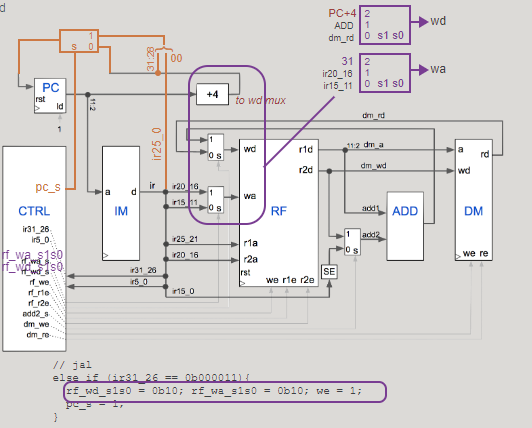 d
PC+4 2
ADD 1
dm_rd 0 s1 s0
wd
31 2
ir20_16 1
ir15_11 0 s1 s0
wa
1
s 0
31:28
00
PC
rst
ld
1
11:2
+4
to wd mux
dm_rd
ir25_0
pc_s
CTRL
a d
IM
ir
ir20_16
ir15_11
1
0 s
wd
1
0 s
wa
RF
r1d
r2d
11:2 dm_a
dm_wd
a
rd
wd
DM
we re
add1
1
0 s
add2
ADD
SE
ir25_21
ir20_16
r1a
r2a
rst
we r1e r2e
ir31_26
ir5_0
ir15_0
ir31_26
ir5_0
rf_wa_s1s0
rf_wd_s1s0
rf_wa_s
rf_wd_s
rf_we
rf_r1e
rf_r2e
add2_s
dm_we
dm_re
// jal
else if (ir31_26 == 0b000011){
rf_wd_s1s0 = 0b10; rf_wa_s1s0 = 0b10; we = 1;
pc_s = 1;
}